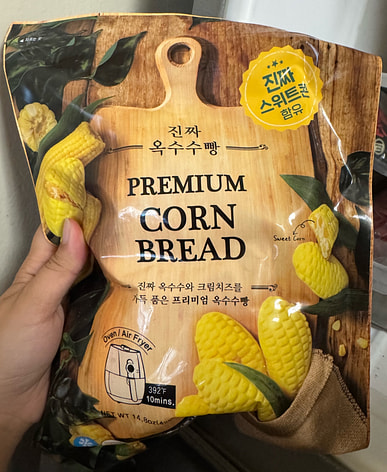 진짜
스위트콘
함유
진짜
옥수수빵
PREMIUM
CORN
BREAD
Sweet Corn
진짜 옥수수와 크림치즈를
가득 품은 프리미엄 옥수수빵
Oven / Air Fryer
392°F
10mins.
NET WT 14.8oz